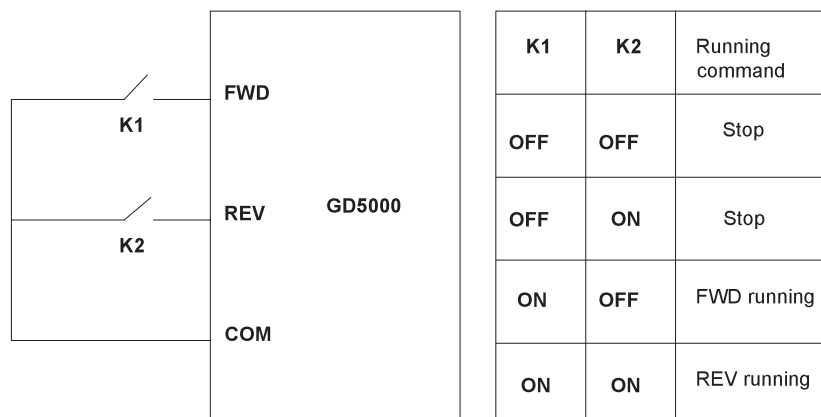 FWD
K1
REV
GD5000
K2
COM
K1 K2 Running
command
OFF OFF Stop
OFF ON Stop
ON OFF FWD running
ON ON REV running